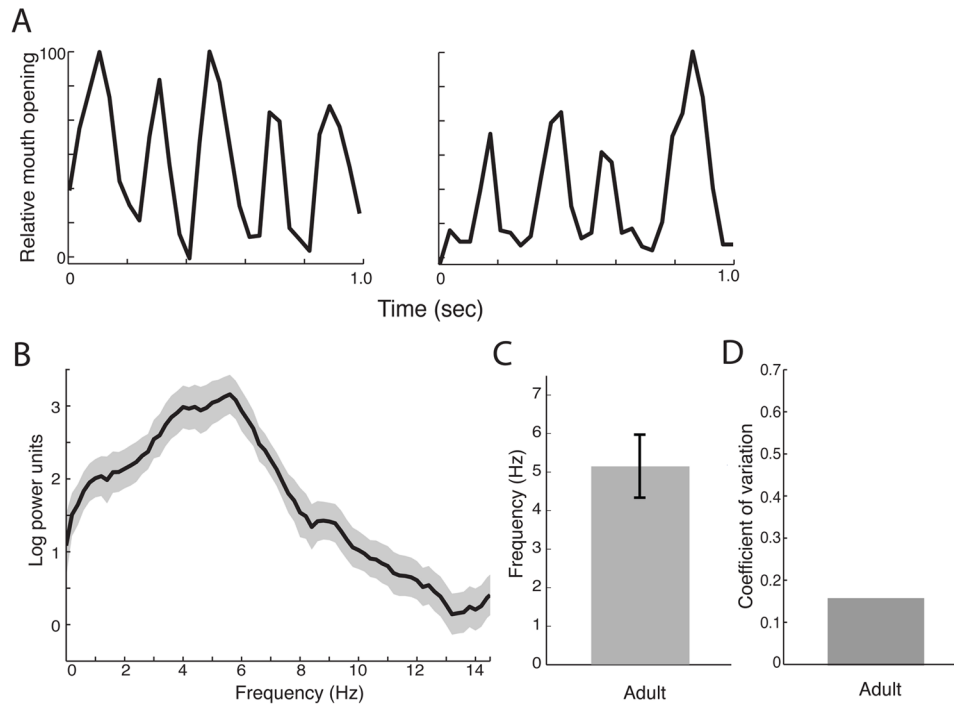 A
Relative mouth opening
100
0
0
1.0
0
1.0
Time (sec)
B
Log power units
3
2
1
0
0 2 4 6 8 10 12 14
Frequency (Hz)
C
Frequency (Hz)
7
6
5
4
3
2
1
0
Adult
D
Coefficient of variation
0.7
0.6
0.5
0.4
0.3
0.2
0.1
0
Adult